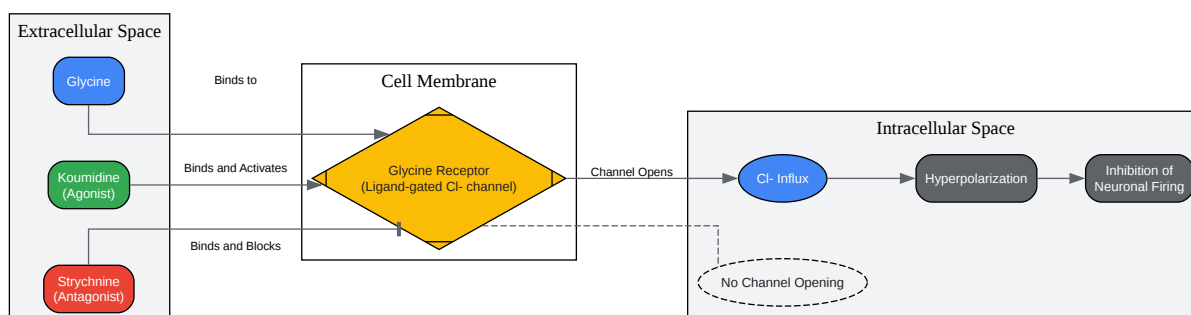 Extracellular Space
Glycine
Binds to
Koumidine
(Agonist)
Binds and Activates
Strychnine
(Antagonist)
Binds and Blocks
Cell Membrane
Glycine Receptor
(Ligand-gated Cl- channel)
Channel Opens
Intracellular Space
Cl- Influx
Hyperpolarization
Inhibition of
Neuronal Firing
No Channel Opening